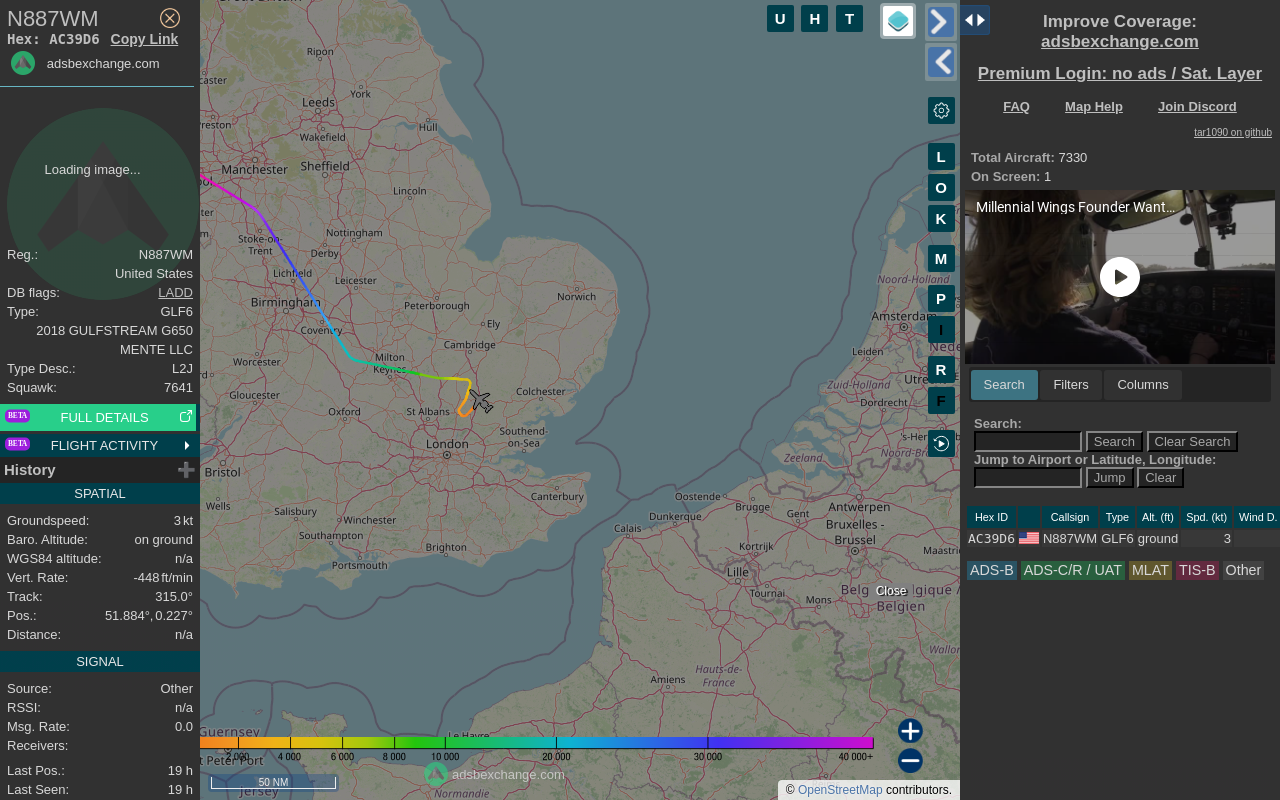 N887WM
Hex: AC39D6 Copy Link
adsbexchange.com
Loading image...
Reg.: N887WM
United States
DB flags: LADD
Type: GLF6
2018 GULFSTREAM G650
MENTE LLC
Type Desc.: L2J
Squawk: 7641
BETA FULL DETAILS
BETA FLIGHT ACTIVITY
History
SPATIAL
Groundspeed: 3 kt
Baro. Altitude: on ground
WGS84 altitude: n/a
Vert. Rate: -448 ft/min
Track: 315.0°
Pos.: 51.884°, 0.227°
Distance: n/a
SIGNAL
Source: Other
RSSI: n/a
Msg. Rate: 0.0
Receivers:
Last Pos.: 19 h
Last Seen: 19 h
U H T
L
O
K
M
P
I
R
F
Ripon
York
Leeds
Hull
Preston
Wakefield
Manchester
Sheffield
Lincoln
Stoke-on-
Trent
Nottingham
Derby
Lichfield
Leicester
Norwich
Birmingham
Peterborough
Coventry
Ely
Cambridge
Worcester
Milton
Keynes
Gloucester
Colchester
Oxford
St Albans
Southend-
on-Sea
London
Bristol
Wells
Salisbury
Winchester
Canterbury
Southampton
Portsmouth
Brighton
Noord-Holland
Amsterdam
Leiden
Zuid-Holland
Dordrecht
Zeeland
Oostende
Brugge
Antwerpen
Gent
Dunkerque
Calais
Bruxelles -
Brussel
Kortrijk
Lille
Tournai
Mons
Belgien
Close
Hauts-de-
France
Amiens
Guernsey
Le Havre
Jersey
Normandie
2 000 4 000 6 000 8 000 10 000 20 000 30 000 40 000+
50 NM
adsbexchange.com
© OpenStreetMap contributors.
Improve Coverage:
adsbexchange.com
Premium Login: no ads / Sat. Layer
FAQ Map Help Join Discord
tar1090 on github
Total Aircraft: 7330
On Screen: 1
Millennial Wings Founder Want...
Search Filters Columns
Search:
Search Clear Search
Jump to Airport or Latitude, Longitude:
Jump Clear
Hex ID Callsign Type Alt. (ft) Spd. (kt) Wind D.
AC39D6 N887WM GLF6 ground 3
ADS-B ADS-C/R / UAT MLAT TIS-B Other